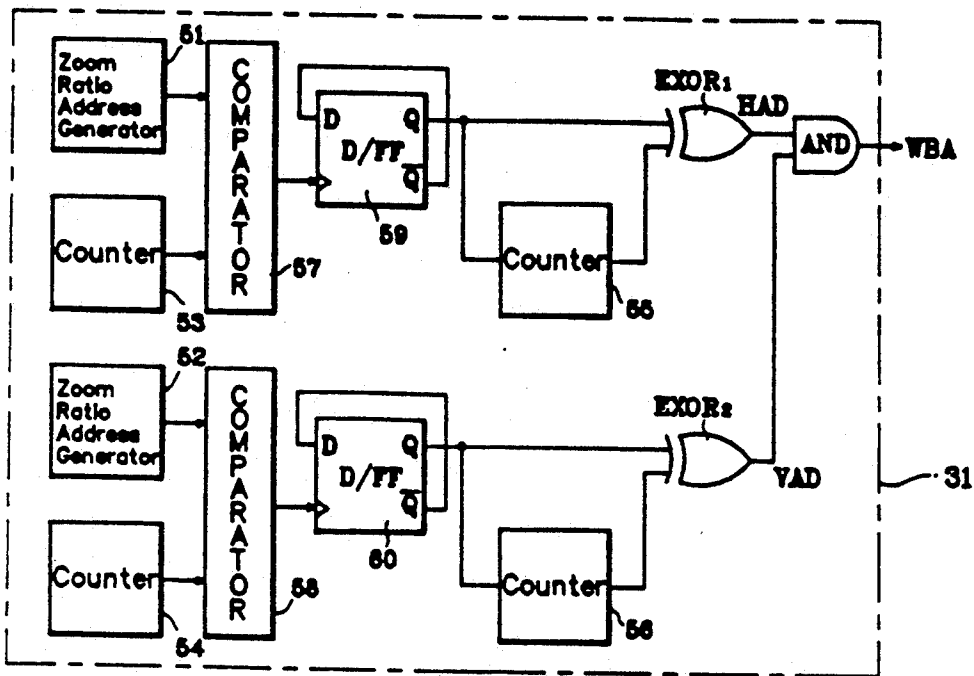 51
Zoom
Ratio
Address
Generator
COMPARATOR
D Q
D/FF
Q
59
EXOR1
HAD
AND
WBA
Counter
53
57
Counter
55
52
Zoom
Ratio
Address
Generator
COMPARATOR
D Q
D/FF
Q
60
EXOR2
VAD
31
Counter
54
58
Counter
56